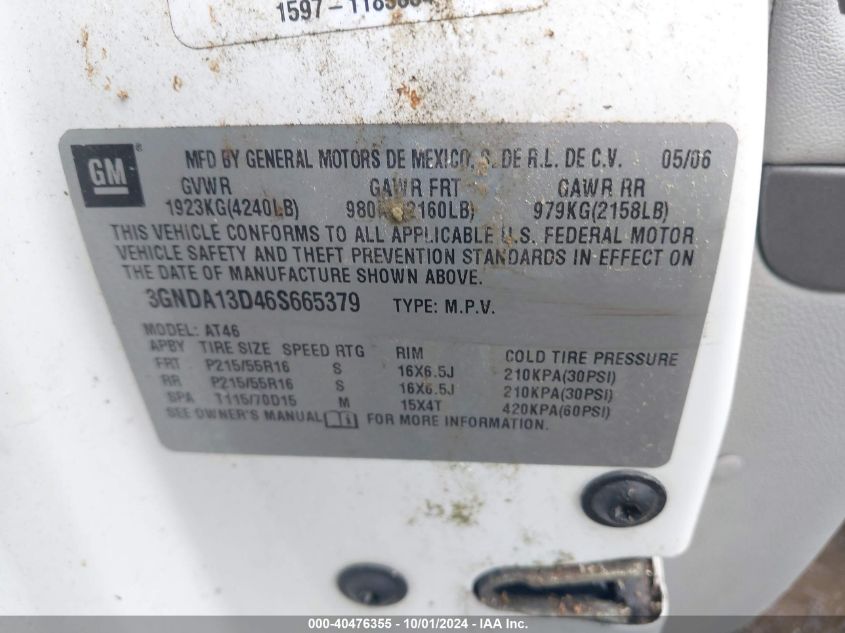 1597-
GM
MFD BY GENERAL MOTORS DE MEXICO, S. DE R.L. DE C.V. 05/06
GVWR GAWR FRT GAWR RR
1923KG(4240LB) 980 2160LB) 979KG(2158LB)
THIS VEHICLE CONFORMS TO ALL APPLICABLE U.S. FEDERAL MOTOR
VEHICLE SAFETY AND THEFT PREVENTION STANDARDS IN EFFECT ON
THE DATE OF MANUFACTURE SHOWN ABOVE.
3GNDA13D46S665379 TYPE: M.P.V.
MODEL: AT46
APBY TIRE SIZE SPEED RTG RIM COLD TIRE PRESSURE
FRT P215/55R16 S 16X6.5J 210KPA(30PSI)
RR P215/55R16 S 16X6.5J 210KPA(30PSI)
SPA T115/70D15 M 15X4T 420KPA(60PSI)
SEE OWNER'S MANUAL FOR MORE INFORMATION.
000-40476355 - 10/01/2024 - IAAI Inc.